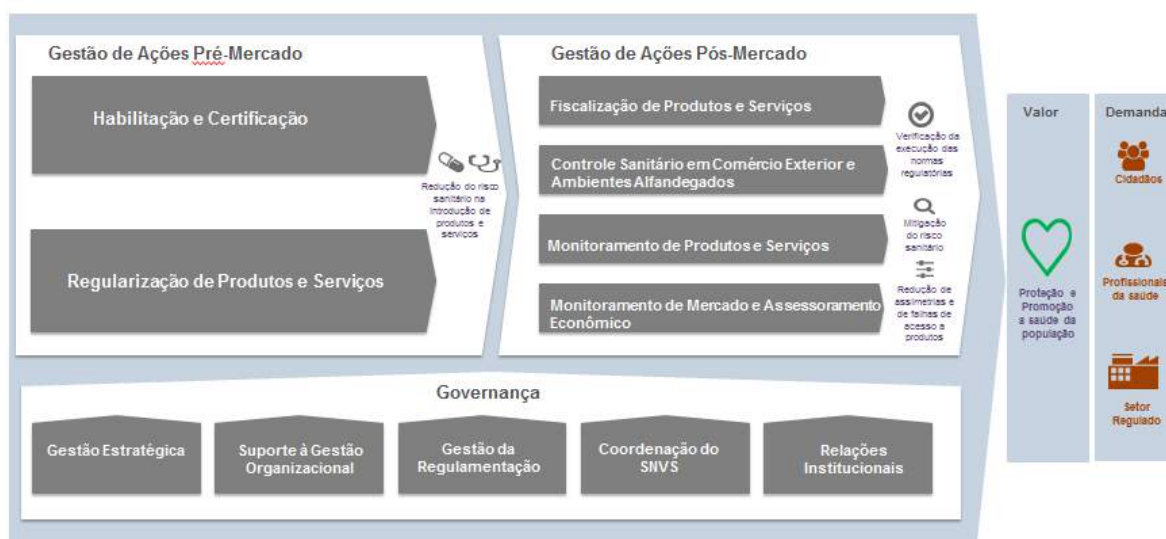 Gestão de Ações Pré-Mercado
Habilitação e Certificação
Regularização de Produtos e Serviços
Redução do risco
sanitário na
introdução de
produtos e
serviços
Gestão de Ações Pós-Mercado
Fiscalização de Produtos e Serviços
Controle Sanitário em Comércio Exterior e
Ambientes Alfandegados
Monitoramento de Produtos e Serviços
Monitoramento de Mercado e Assessoramento
Econômico
Verificação da
execução das
normas
regulatórias
Mitigação
do risco
sanitário
Redução de
assimetrias e
de falhas de
acesso a
produtos
Governança
Gestão Estratégica
Suporte à Gestão
Organizacional
Gestão da
Regulamentação
Coordenação do
SNVS
Relações
Institucionais
Valor
Proteção e
Promoção
a saúde da
população
Demanda
Cidadãos
Profissionais
da saúde
Setor
Regulado